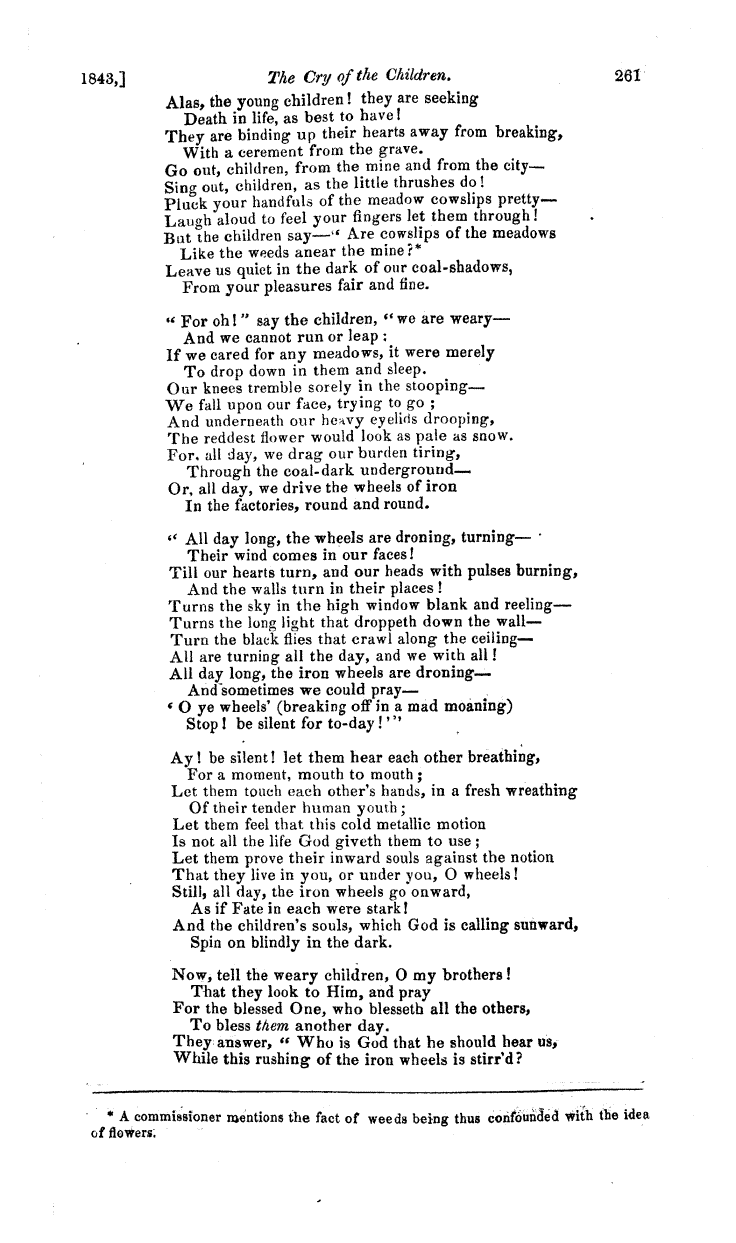 1843,] The Cry of the Children. 261
Alas, the young children! they are seeking
Death in life, as best to have!
They are binding up their hearts away from breaking,
With a cerement from the grave.
Go out, children, from the mine and from the city—
Sing out, children, as the little thrushes do!
Pluck your handfuls of the meadow cowslips pretty—
Laugh aloud to feel your fingers let them through!
But the children say—“ Are cowslips of the meadows
Like the weeds anear the mine?*
Leave us quiet in the dark of our coal-shadows,
From your pleasures fair and fine.

“ For oh!” say the children, “we are weary—
And we cannot run or leap :
If we cared for any meadows, it were merely
To drop down in them and sleep.
Our knees tremble sorely in the stooping—
We fall upon our face, trying to go ;
And underneath our heavy eyelids drooping,
The reddest flower would look as pale as snow.
For, all day, we drag our burden tiring,
Through the coal-dark underground—
Or, all day, we drive the wheels of iron
In the factories, round and round.

“ All day long, the wheels are droning, turning—
Their wind comes in our faces!
Till our hearts turn, and our heads with pulses burning,
And the walls turn in their places !
Turns the sky in the high window blank and reeling—
Turns the long light that droppeth down the wall—
Turn the black flies that crawl along the ceiling—
All are turning all the day, and we with all !
All day long, the iron wheels are droning—
And sometimes we could pray—
‘ O ye wheels’ (breaking off in a mad moaning)
Stop! be silent for to-day!’”’

Ay! be silent! let them hear each other breathing,
For a moment, mouth to mouth ;
Let them touch each other's hands, in a fresh wreathing
Of their tender human youth ;
Let them feel that this cold metallic motion
Is not all the life God giveth them to use ;
Let them prove their inward souls against the notion
That they live in you, or under you, O wheels!
Still, all day, the iron wheels go onward,
As if Fate in each were stark!
And the children's souls, which God is calling sunward,
Spin on blindly in the dark.

Now, tell the weary children, O my brothers!
That they look to Him, and pray
For the blessed One, who blesseth all the others,
To bless them another day.
They answer, “ Who is God that he should hear us,
While this rushing of the iron wheels is stirr'd?

* A commissioner mentions the fact of weeds being thus confounded with the idea
of flowers.